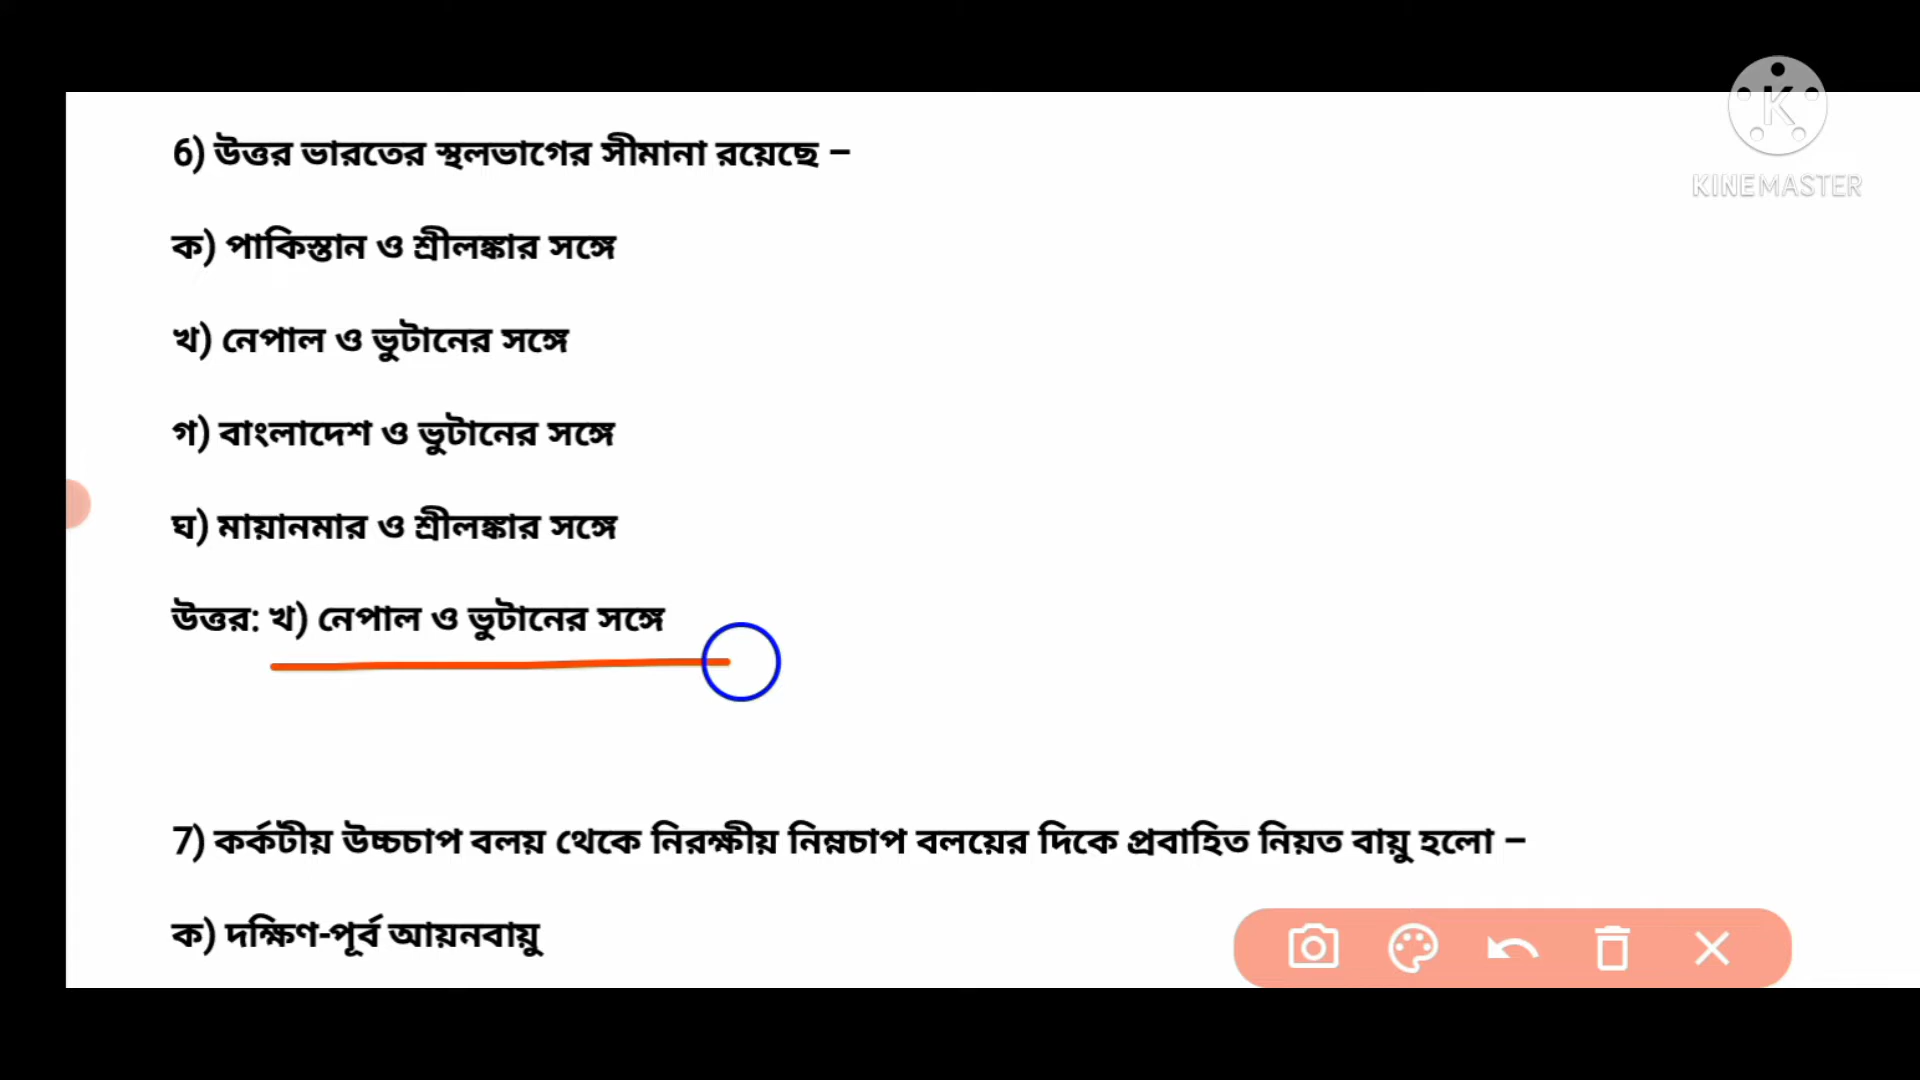 KINEMASTER
6) উত্তর ভারতের স্থলভাগের সীমানা রয়েছে –
ক) পাকিস্তান ও শ্রীলঙ্কার সঙ্গে
খ) নেপাল ও ভুটানের সঙ্গে
গ) বাংলাদেশ ও ভুটানের সঙ্গে
ঘ) মায়ানমার ও শ্রীলঙ্কার সঙ্গে
উত্তর: খ) নেপাল ও ভুটানের সঙ্গে
7) কর্কটীয় উচ্চচাপ বলয় থেকে নিরক্ষীয় নিম্নচাপ বলয়ের দিকে প্রবাহিত নিয়ত বায়ু হলো –
ক) দক্ষিণ-পূর্ব আয়নবায়ু